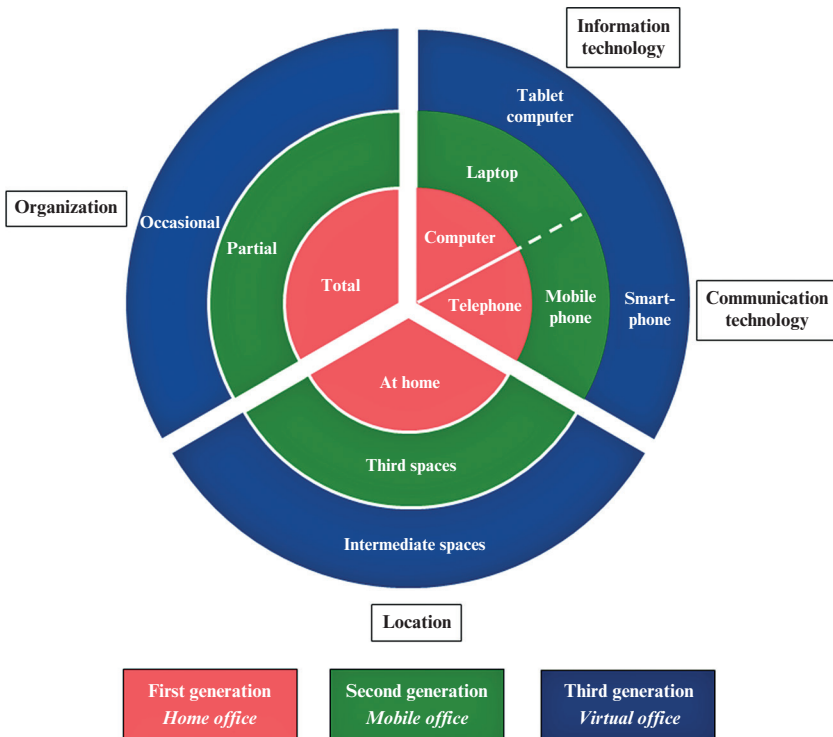 Information
technology
Tablet
computer
Laptop
Organization
Occasional
Partial
Computer
Total
Telephone
Mobile
phone
Smart-
phone
Communication
technology
At home
Third spaces
Intermediate spaces
Location
First generation
Home office
Second generation
Mobile office
Third generation
Virtual office